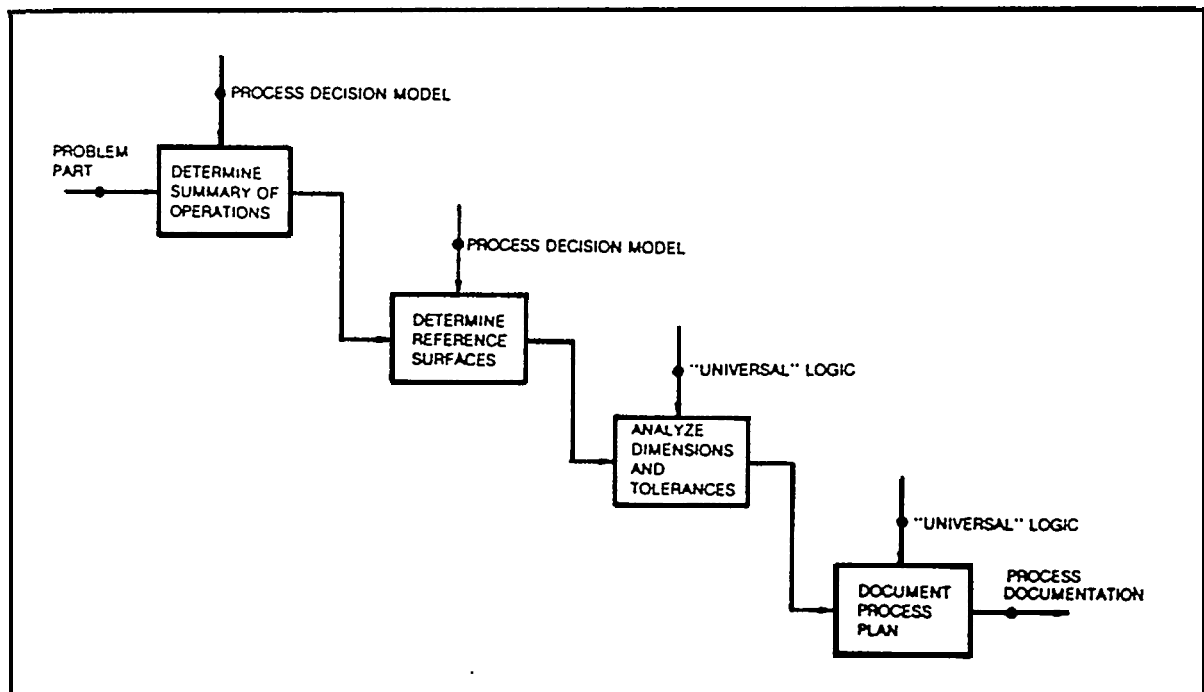 PROCESS DECISION MODEL
PROBLEM
PART
DETERMINE
SUMMARY OF
OPERATIONS
PROCESS DECISION MODEL
DETERMINE
REFERENCE
SURFACES
"UNIVERSAL" LOGIC
ANALYZE
DIMENSIONS
AND
TOLERANCES
"UNIVERSAL" LOGIC
DOCUMENT
PROCESS
PLAN
PROCESS
DOCUMENTATION